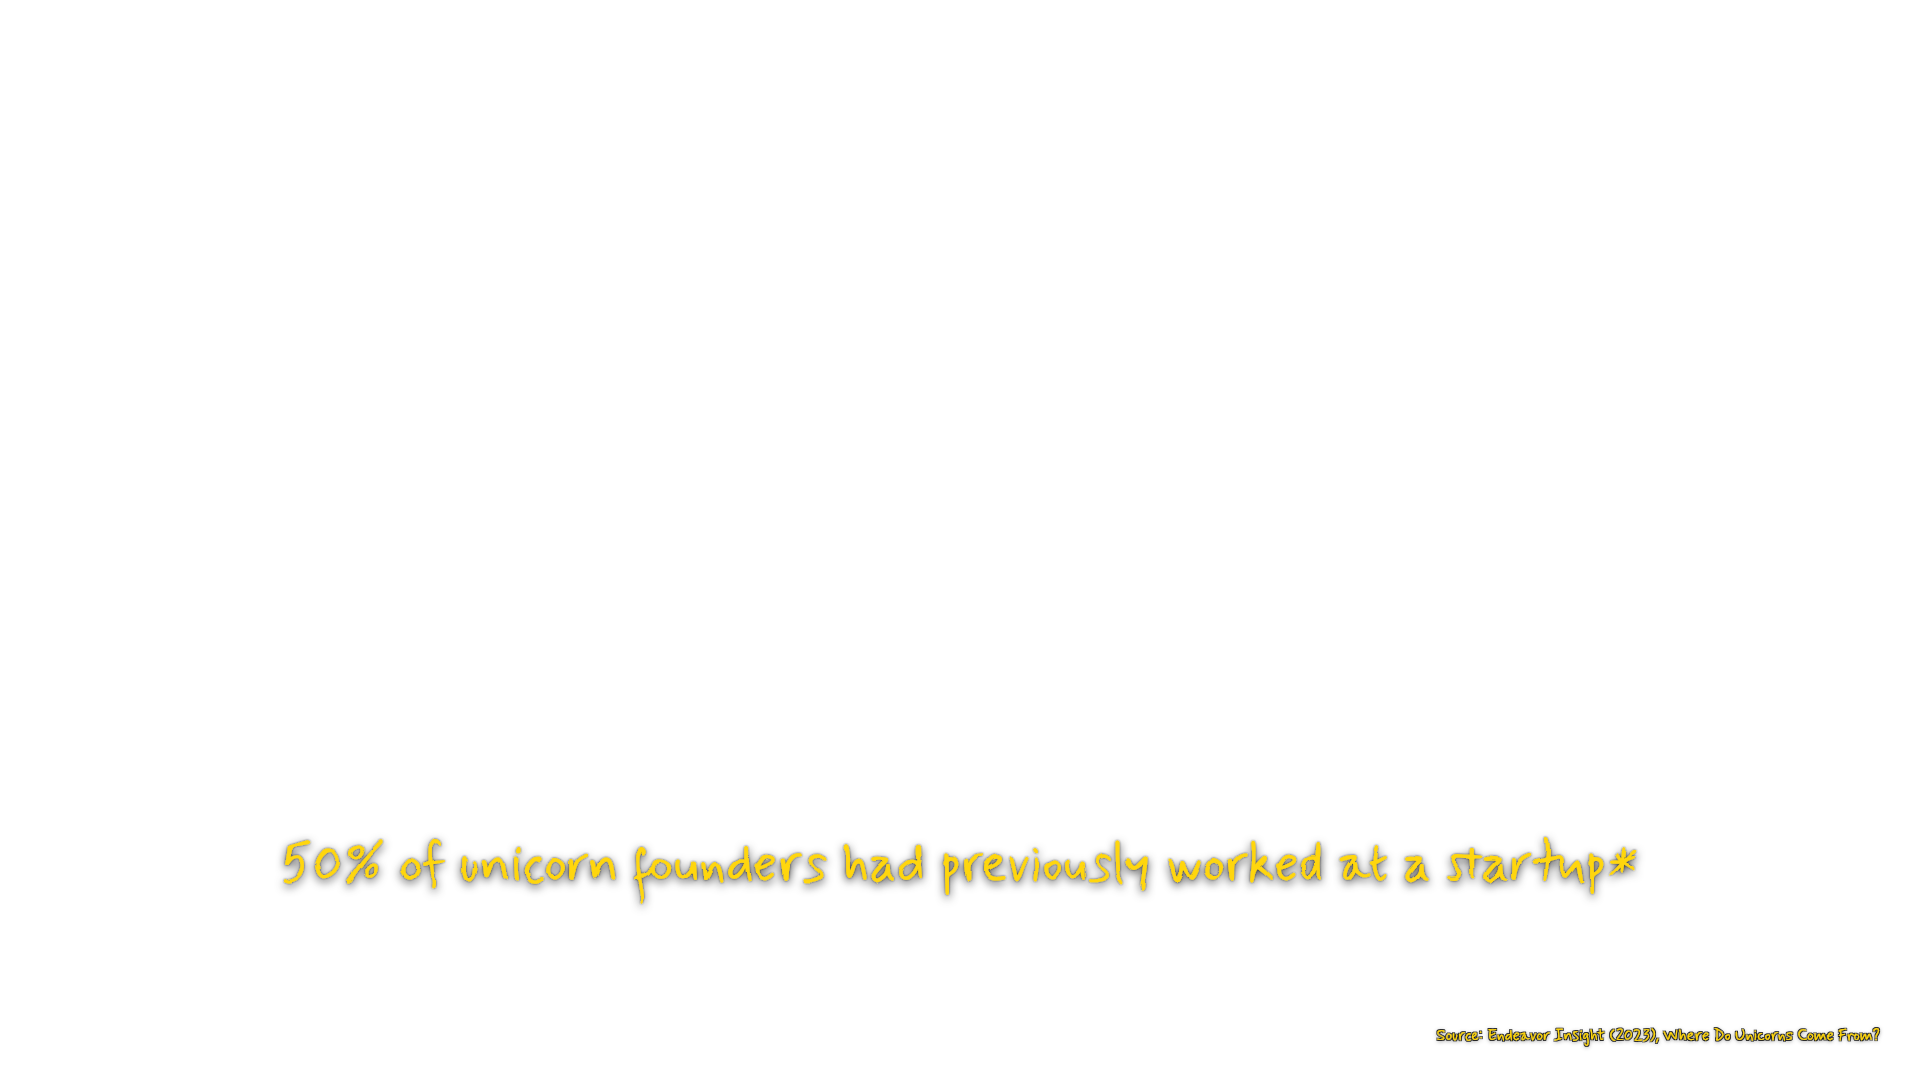 50% of unicorn founders had previously worked at a startup*
Source: Endeavor Insight (2023), Where Do Unicorns Come From?